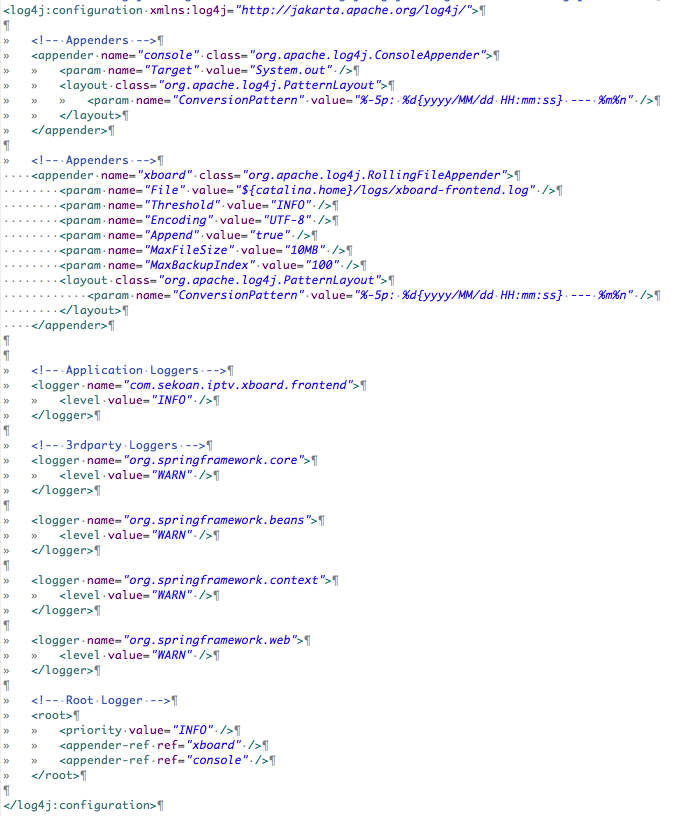 <log4j:configuration xmlns:log4j="http://jakarta.apache.org/log4j/">¶
¶
»   <!-- Appenders -->¶
»   <appender name="console" class="org.apache.log4j.ConsoleAppender">¶
»   »   <param name="Target" value="System.out" />¶
»   »   <layout class="org.apache.log4j.PatternLayout">¶
»   »   »   <param name="ConversionPattern" value="%-5p: %d{yyyy/MM/dd HH:mm:ss} --- %m%n" />¶
»   »   </layout>¶
»   </appender>¶
¶
»   <!-- Appenders -->¶
····<appender name="xboard" class="org.apache.log4j.RollingFileAppender">¶
········<param name="File" value="${catalina.home}/logs/xboard-frontend.log" />¶
········<param name="Threshold" value="INFO" />¶
········<param name="Encoding" value="UTF-8" />¶
········<param name="Append" value="true" />¶
········<param name="MaxFileSize" value="10MB" />¶
········<param name="MaxBackupIndex" value="100" />¶
········<layout class="org.apache.log4j.PatternLayout">¶
············<param name="ConversionPattern" value="%-5p: %d{yyyy/MM/dd HH:mm:ss} --- %m%n" />¶
········</layout>¶
····</appender>¶
¶
¶
»   <!-- Application Loggers -->¶
»   <logger name="com.sekoan.iptv.xboard.frontend">¶
»   »   <level value="INFO" />¶
»   </logger>¶
¶
»   <!-- 3rdparty Loggers -->¶
»   <logger name="org.springframework.core">¶
»   »   <level value="WARN" />¶
»   </logger>¶
¶
»   <logger name="org.springframework.beans">¶
»   »   <level value="WARN" />¶
»   </logger>¶
¶
»   <logger name="org.springframework.context">¶
»   »   <level value="WARN" />¶
»   </logger>¶
¶
»   <logger name="org.springframework.web">¶
»   »   <level value="WARN" />¶
»   </logger>¶
¶
»   <!-- Root Logger -->¶
»   <root>¶
»   »   <priority value="INFO" />¶
»   »   <appender-ref ref="xboard" />¶
»   »   <appender-ref ref="console" />¶
»   </root>¶
¶
</log4j:configuration>¶